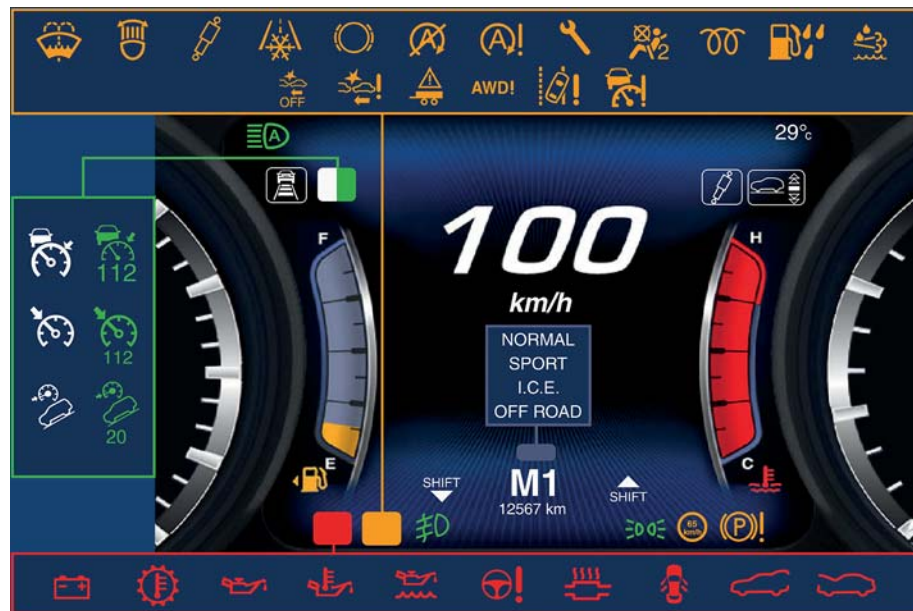 2
OFF
AWD!
A
29°c
112
112
20
F
H
100
km/h
NORMAL
SPORT
I.C.E.
OFF ROAD
E
C
SHIFT
M1
SHIFT
12567 km
65
km/h
P